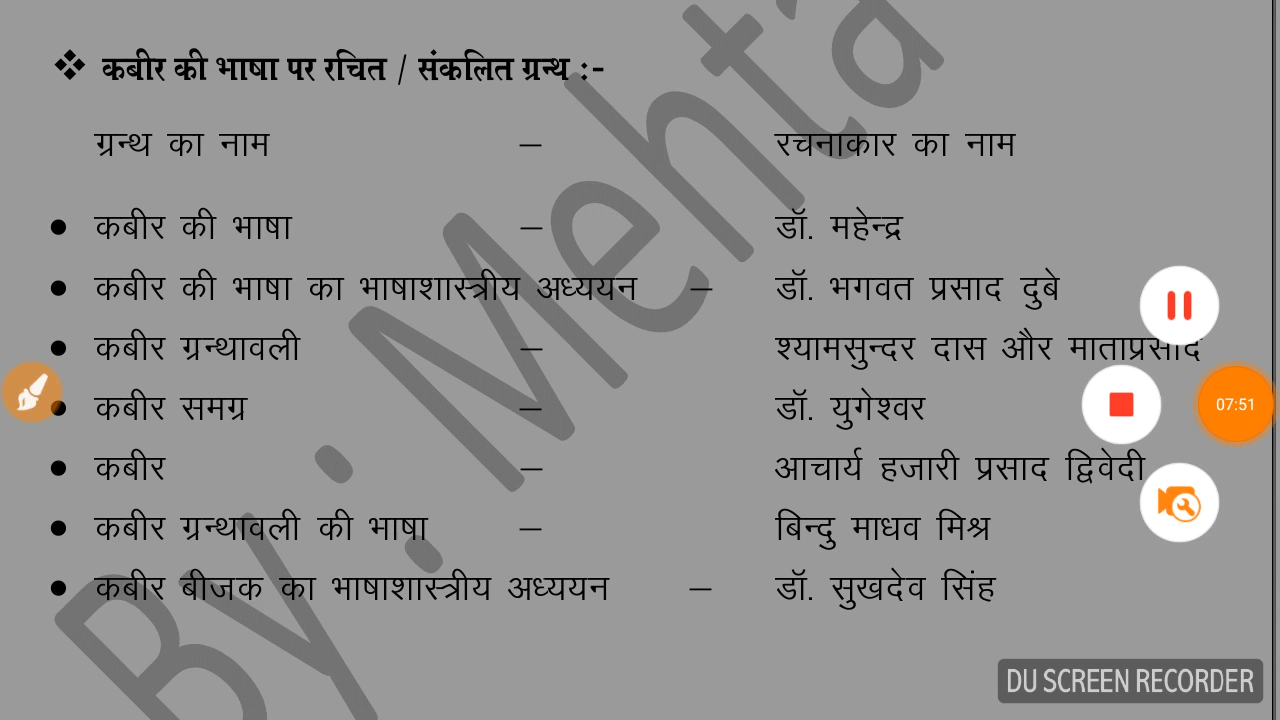 ❖ कबीर की भाषा पर रचित / संकलित ग्रन्थ :-
ग्रन्थ का नाम – रचनाकार का नाम
• कबीर की भाषा – डॉ. महेन्द्र
• कबीर की भाषा का भाषाशास्त्रीय अध्ययन – डॉ. भगवत प्रसाद दुबे
• कबीर ग्रन्थावली – श्यामसुन्दर दास और माताप्रसाद
• कबीर समग्र – डॉ. युगेश्वर
• कबीर – आचार्य हजारी प्रसाद द्विवेदी
• कबीर ग्रन्थावली की भाषा – बिन्दु माधव मिश्र
• कबीर बीजक का भाषाशास्त्रीय अध्ययन – डॉ. सुखदेव सिंह
By : Mehta
07:51
DU SCREEN RECORDER